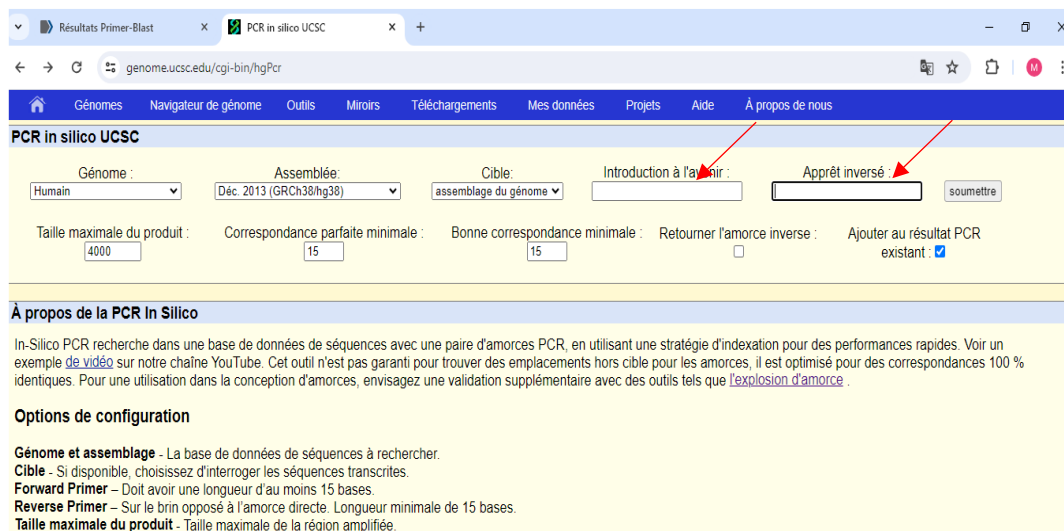 Résultats Primer-Blast
PCR in silico UCSC
genome.ucsc.edu/cgi-bin/hgPcr
M
Génomes Navigateur de génome Outils Miroirs Téléchargements Mes données Projets Aide À propos de nous
PCR in silico UCSC
Génome : Assemblée: Cible: Introduction à l'avenir : Apprêt inversé :
Humain Déc. 2013 (GRCh38/hg38) assemblage du génome soumettre
Taille maximale du produit : Correspondance parfaite minimale : Bonne correspondance minimale : Retourner l'amorce inverse : Ajouter au résultat PCR
4000 15 15 existant :
À propos de la PCR In Silico
In-Silico PCR recherche dans une base de données de séquences avec une paire d'amorces PCR, en utilisant une stratégie d'indexation pour des performances rapides. Voir un
exemple de vidéo sur notre chaîne YouTube. Cet outil n'est pas garanti pour trouver des emplacements hors cible pour les amorces, il est optimisé pour des correspondances 100 %
identiques. Pour une utilisation dans la conception d'amorces, envisagez une validation supplémentaire avec des outils tels que l'explosion d'amorce .
Options de configuration
Génome et assemblage - La base de données de séquences à rechercher.
Cible - Si disponible, choisissez d'interroger les séquences transcrites.
Forward Primer – Doit avoir une longueur d'au moins 15 bases.
Reverse Primer – Sur le brin opposé à l'amorce directe. Longueur minimale de 15 bases.
Taille maximale du produit - Taille maximale de la région amplifiée.